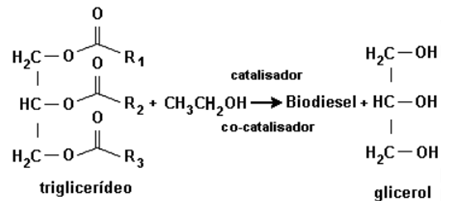 O
H₂C—O R₁
O
HC—O R₂ + CH₃CH₂OH catalisador co-catalisador Biodiesel + HC—OH
O
H₂C—O R₃
triglicerídeo
H₂C—OH
H₂C—OH
glicerol